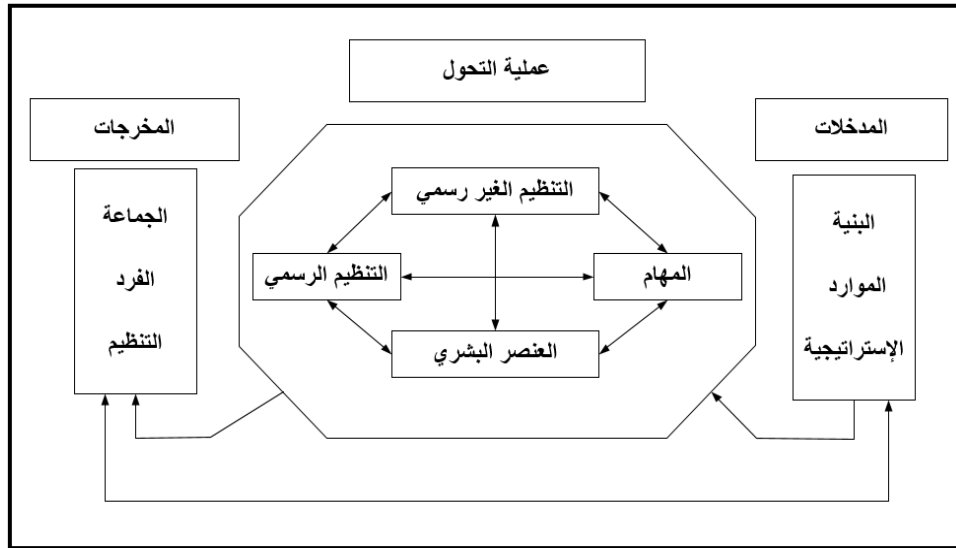 عملية التحول
المدخلات
المخرجات
البنية
الموارد
الإستراتيجية
التنظيم الغير رسمي
المهام
التنظيم الرسمي
العنصر البشري
الجماعة
الفرد
التنظيم